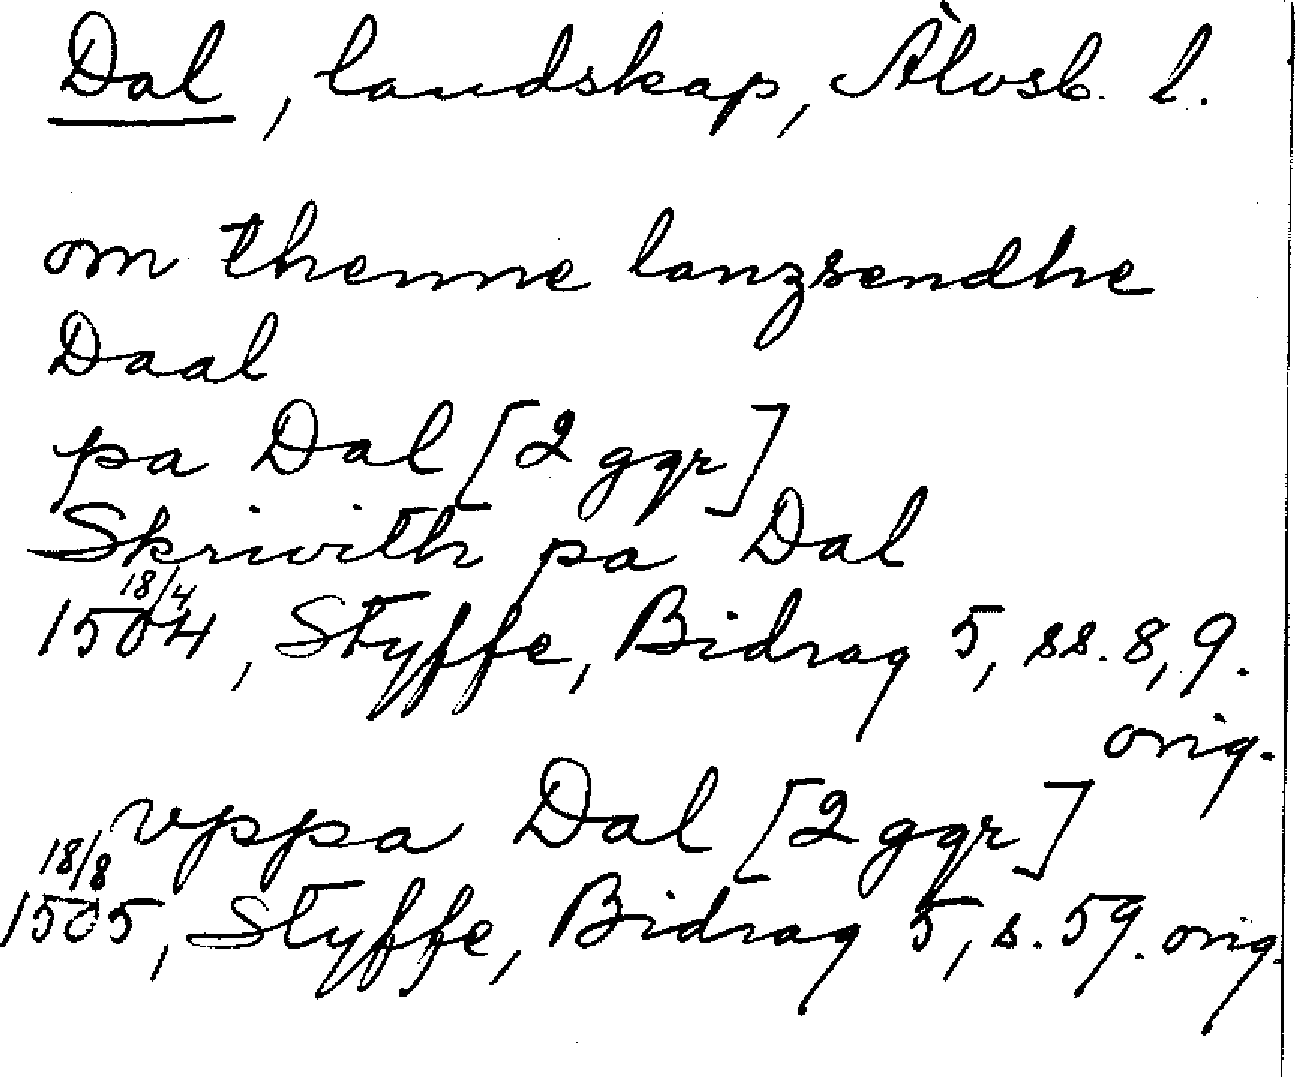 Dal, landskap, Älvsb. l.
om thenne lanzsendhe
Daal
pa Dal [2 ggr]
Skriwith pa Dal
18/4
1504, Styffe, Bidrag 5, ss. 8, 9.
orig.
vppa Dal [2 ggr]
18/8
1505, Styffe, Bidrag 5, s. 59. orig.